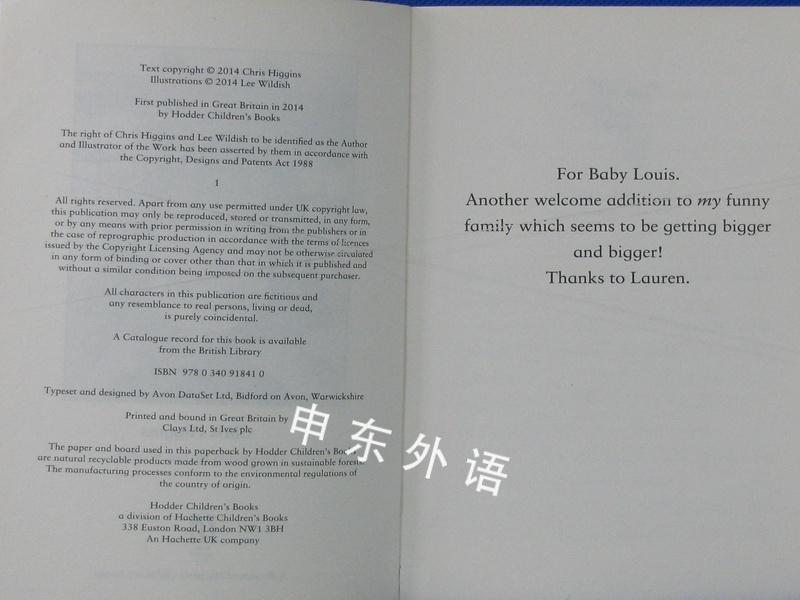 Text copyright © 2014 Chris Higgins
Illustrations © 2014 Lee Wildish
First published in Great Britain in 2014
by Hodder Children's Books
The right of Chris Higgins and Lee Wildish to be identified as the Author
and Illustrator of the Work has been asserted by them in accordance with
the Copyright, Designs and Patents Act 1988
1
All rights reserved. Apart from any use permitted under UK copyright law,
this publication may only be reproduced, stored or transmitted, in any form,
or by any means with prior permission in writing from the publishers or in
the case of reprographic production in accordance with the terms of licences
issued by the Copyright Licensing Agency and may not be otherwise circulated
in any form of binding or cover other than that in which it is published and
without a similar condition being imposed on the subsequent purchaser.
All characters in this publication are fictitious and
any resemblance to real persons, living or dead,
is purely coincidental.
A Catalogue record for this book is available
from the British Library
ISBN 978 0 340 91841 0
Typeset and designed by Avon DataSet Ltd, Bidford on Avon, Warwickshire
Printed and bound in Great Britain by
Clays Ltd, St Ives plc
The paper and board used in this paperback by Hodder Children's Books
are natural recyclable products made from wood grown in sustainable forests.
The manufacturing processes conform to the environmental regulations of
the country of origin.
Hodder Children's Books
a division of Hachette Children's Books
338 Euston Road, London NW1 3BH
An Hachette UK company
For Baby Louis.
Another welcome addition to my funny
family which seems to be getting bigger
and bigger!
Thanks to Lauren.
申东外语